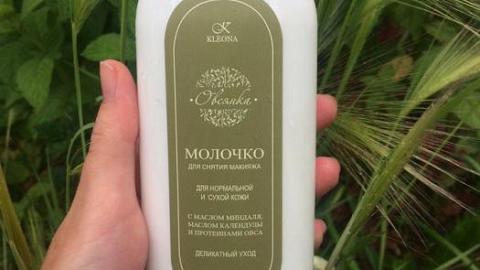 K
KLEONA
Овсянка
МОЛОЧКО
ДЛЯ СНЯТИЯ МАКИЯЖА
ДЛЯ НОРМАЛЬНОЙ
И СУХОЙ КОЖИ
С МАСЛОМ МИНДАЛЯ,
МАСЛОМ КАЛЕНДУЛЫ
И ПРОТЕИНАМИ ОВСА
ДЕЛИКАТНЫЙ УХОД